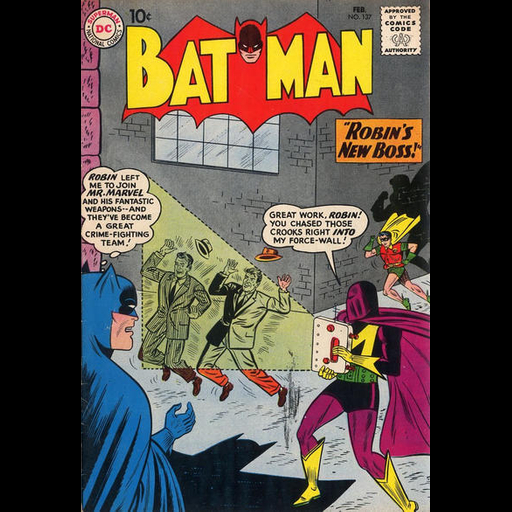 SUPERMAN
DC
NATIONAL COMICS
10¢
FEB.
NO. 137
APPROVED
BY THE
COMICS
CODE
CA
AUTHORITY
BATMAN
"ROBIN'S
NEW BOSS!"
ROBIN LEFT
ME TO JOIN
MR. MARVEL
AND HIS FANTASTIC
WEAPONS--AND
THEY'VE BECOME
A GREAT
CRIME-FIGHTING
TEAM!
GREAT WORK, ROBIN!
YOU CHASED THOSE
CROOKS RIGHT INTO
MY FORCE-WALL!